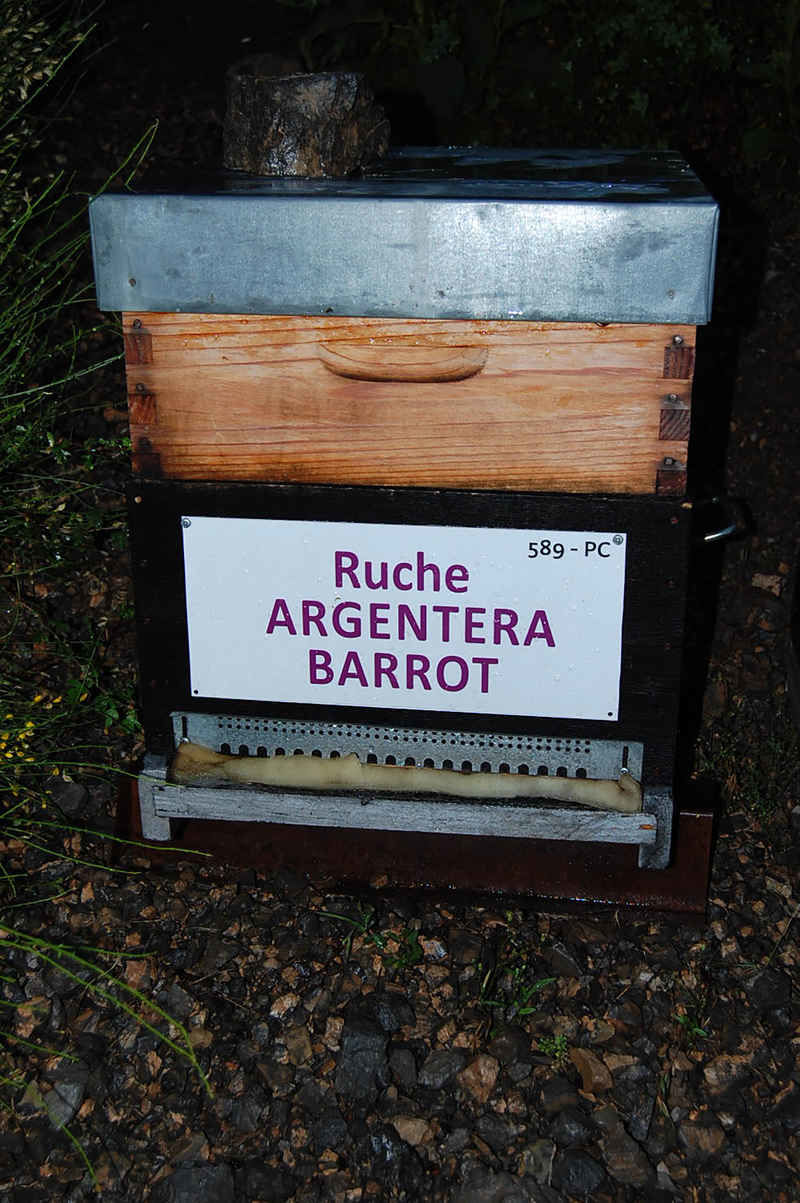 589 - PC
Ruche
ARGENTERA
BARROT